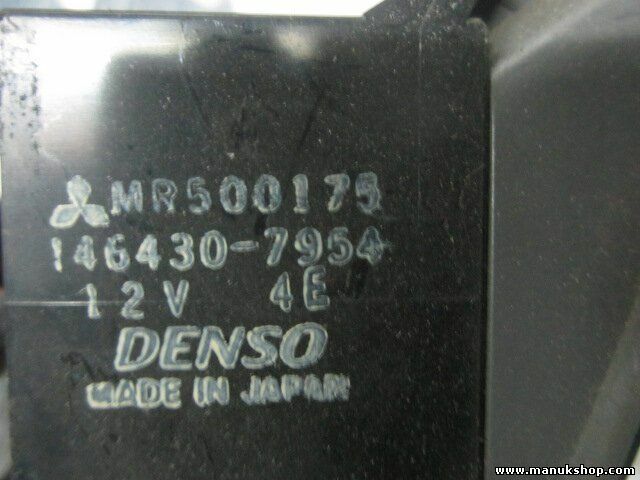 MR500175
146430-7954
12V 4E
DENSO
MADE IN JAPAN
www.manukshop.com